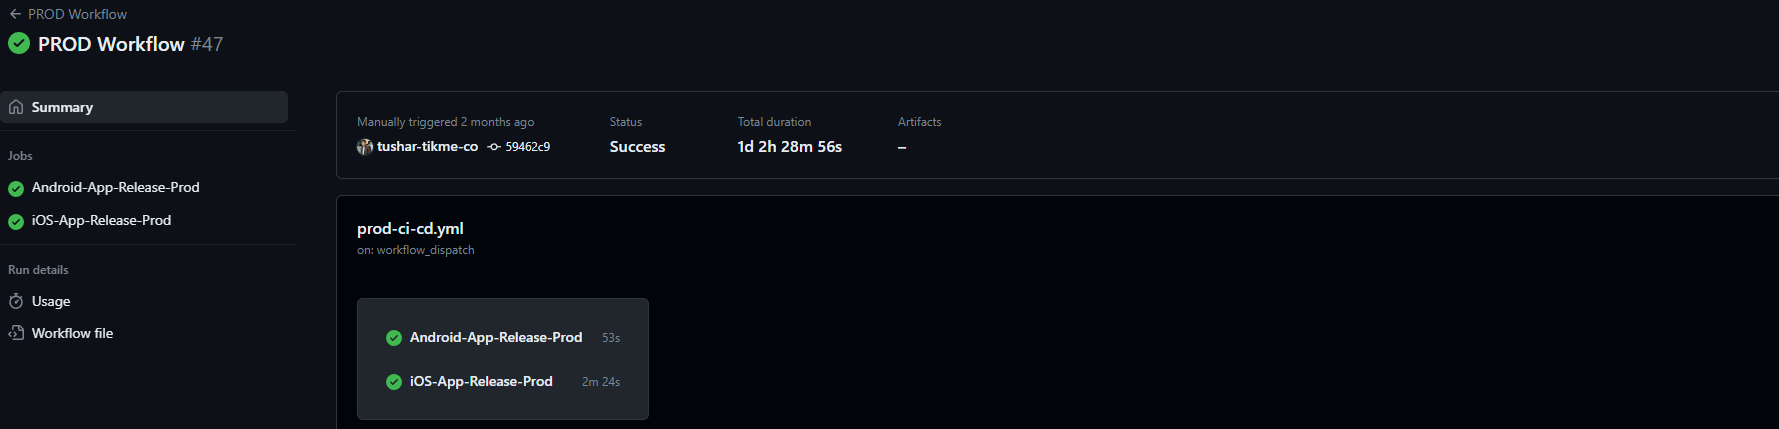 ← PROD Workflow
PROD Workflow #47
Summary
Jobs
Android-App-Release-Prod
iOS-App-Release-Prod
Run details
Usage
Workflow file
Manually triggered 2 months ago
tushar-tikme-co 59462c9
Status
Success
Total duration
1d 2h 28m 56s
Artifacts
–
prod-ci-cd.yml
on: workflow_dispatch
Android-App-Release-Prod 53s
iOS-App-Release-Prod 2m 24s